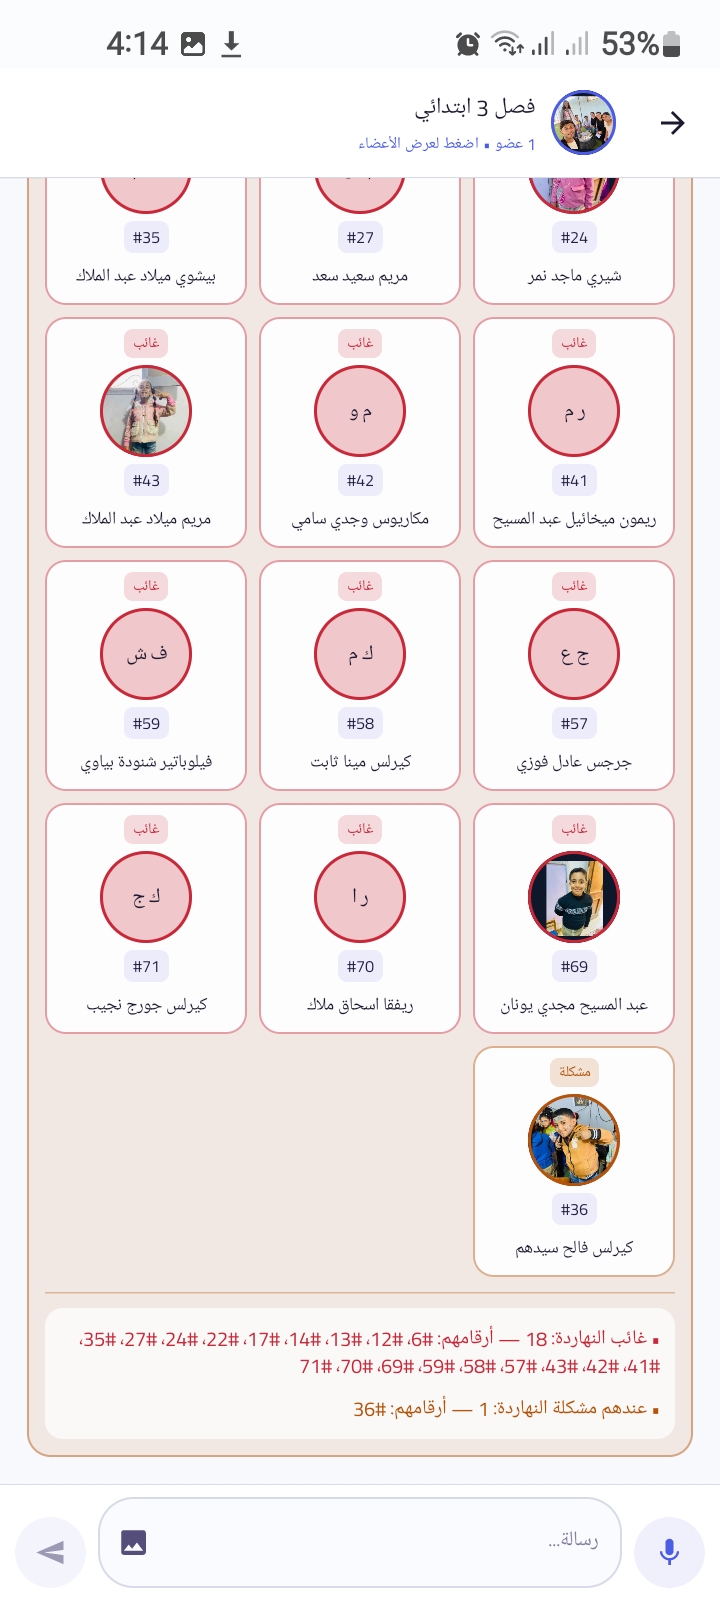 4:14
53%
فصل 3 ابتدائي
1 عضو • اضغط لعرض الأعضاء
#24
شيري ماجد نمر
#27
مريم سعيد سعد
#35
بيشوي ميلاد عبد الملاك
غائب
ر م
#41
ريمون ميخائيل عبد المسيح
غائب
م و
#42
مكاريوس وجدي سامي
غائب
#43
مريم ميلاد عبد الملاك
غائب
ج ع
#57
جرجس عادل فوزي
غائب
ك م
#58
كيرلس مينا ثابت
غائب
ف ش
#59
فيلوباتير شنودة بياوي
غائب
#69
عبد المسيح مجدي يونان
غائب
ر ا
#70
ريفقا اسحاق ملاك
غائب
ك ج
#71
كيرلس جورج نجيب
مشكلة
#36
كيرلس فالح سيدهم
▪ غائب النهاردة: 18 — أرقامهم: #6، #12، #13، #14، #17، #22، #24، #27، #35،
#41، #42، #43، #57، #58، #59، #69، #70، #71
▪ عندهم مشكلة النهاردة: 1 — أرقامهم: #36
رسالة...